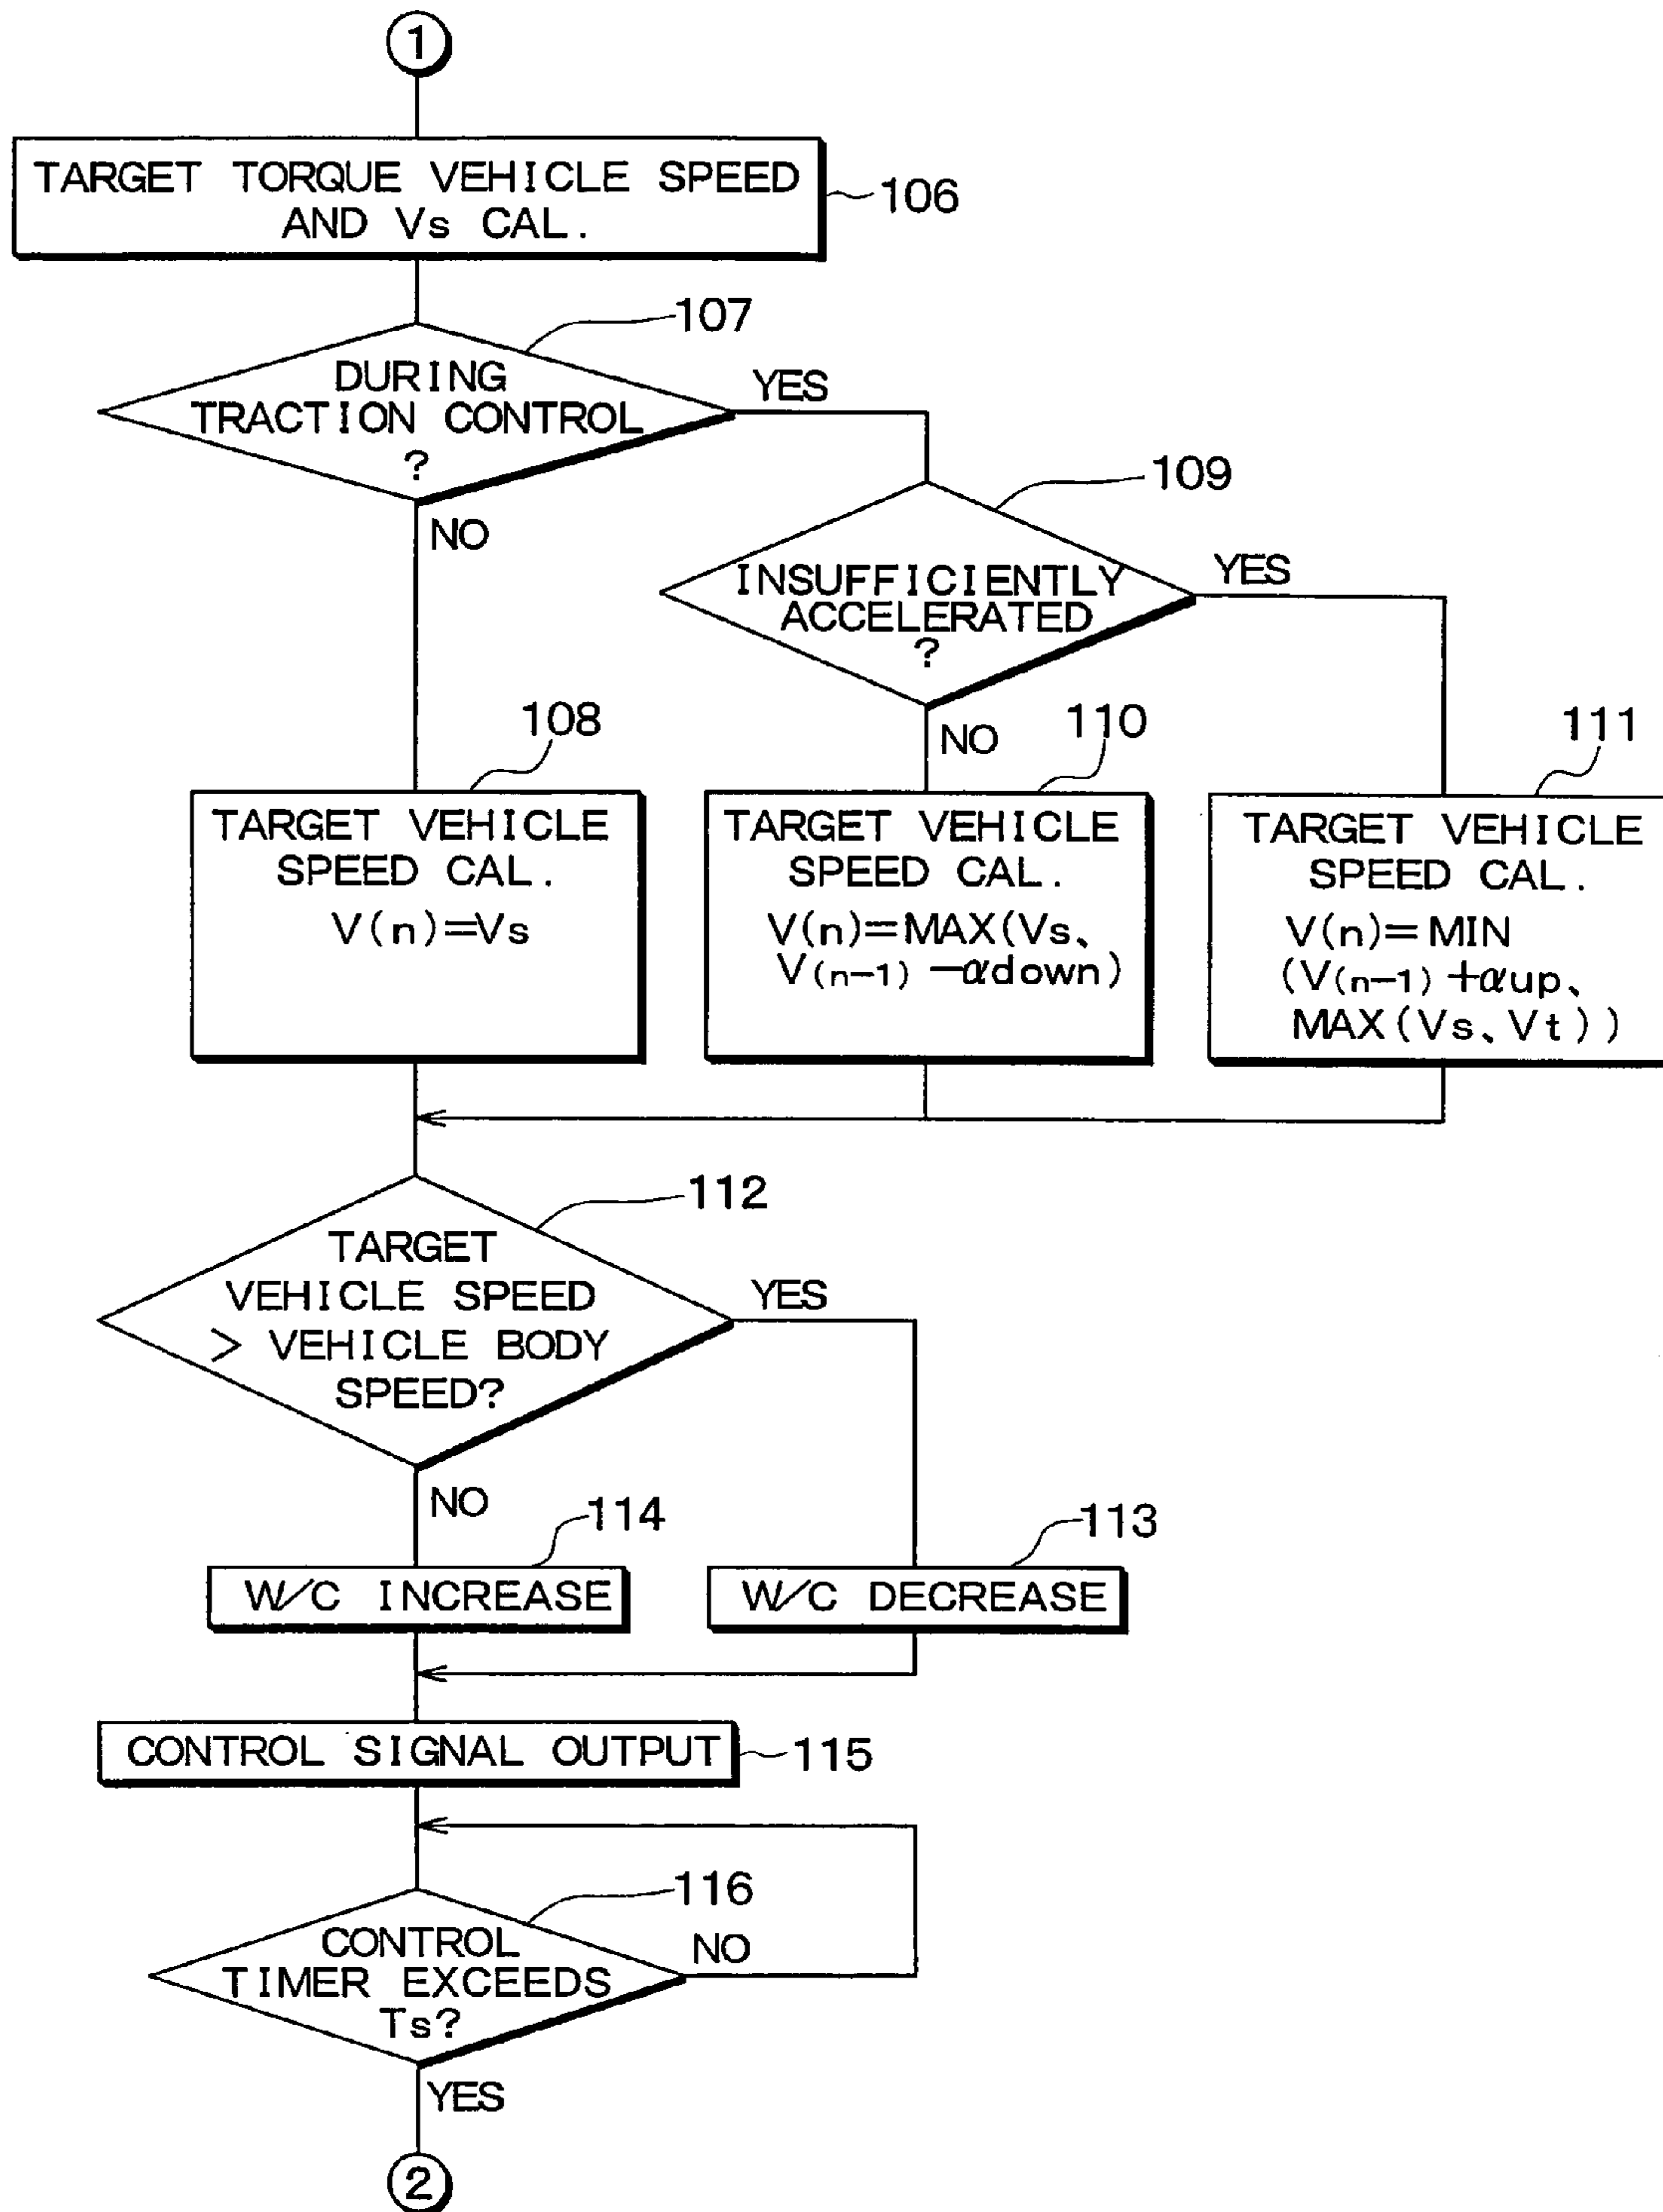 1
TARGET TORQUE VEHICLE SPEED
AND Vs CAL.
106
107
DURING
TRACTION CONTROL
?
YES
NO
109
INSUFFICIENTLY
ACCELERATED
?
YES
NO
108
TARGET VEHICLE
SPEED CAL.
V(n)=Vs
110
TARGET VEHICLE
SPEED CAL.
V(n)=MAX(Vs、
V(n-1) -αdown)
111
TARGET VEHICLE
SPEED CAL.
V(n)=MIN
(V(n-1) +αup、
MAX(Vs、Vt))
112
TARGET
VEHICLE SPEED
> VEHICLE BODY
SPEED?
YES
NO
114
W/C INCREASE
113
W/C DECREASE
CONTROL SIGNAL OUTPUT
115
116
CONTROL
TIMER EXCEEDS
Ts?
NO
YES
2